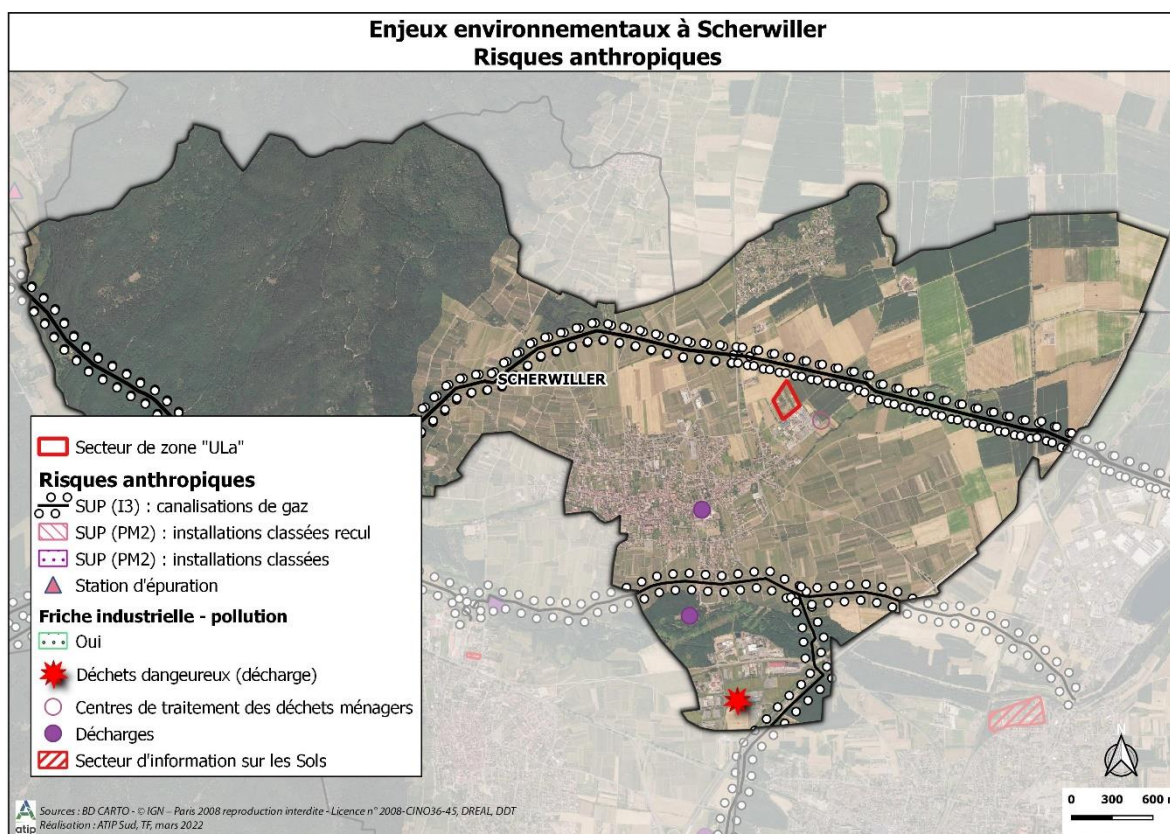 Enjeux environnementaux à Scherwiller
Risques anthropiques
SCHERWILLER
Secteur de zone "ULa"
Risques anthropiques
SUP (I3) : canalisations de gaz
SUP (PM2) : installations classées recul
SUP (PM2) : installations classées
Station d'épuration
Friche industrielle - pollution
Oui
Déchets dangeureux (décharge)
Centres de traitement des déchets ménagers
Décharges
Secteur d'information sur les Sols
N
0 300 600 m
atip
Sources : BD CARTO - © IGN – Paris 2008 reproduction interdite - Licence n° 2008-CINO36-45, DREAL, DDT
Réalisation : ATIP Sud, TF, mars 2022